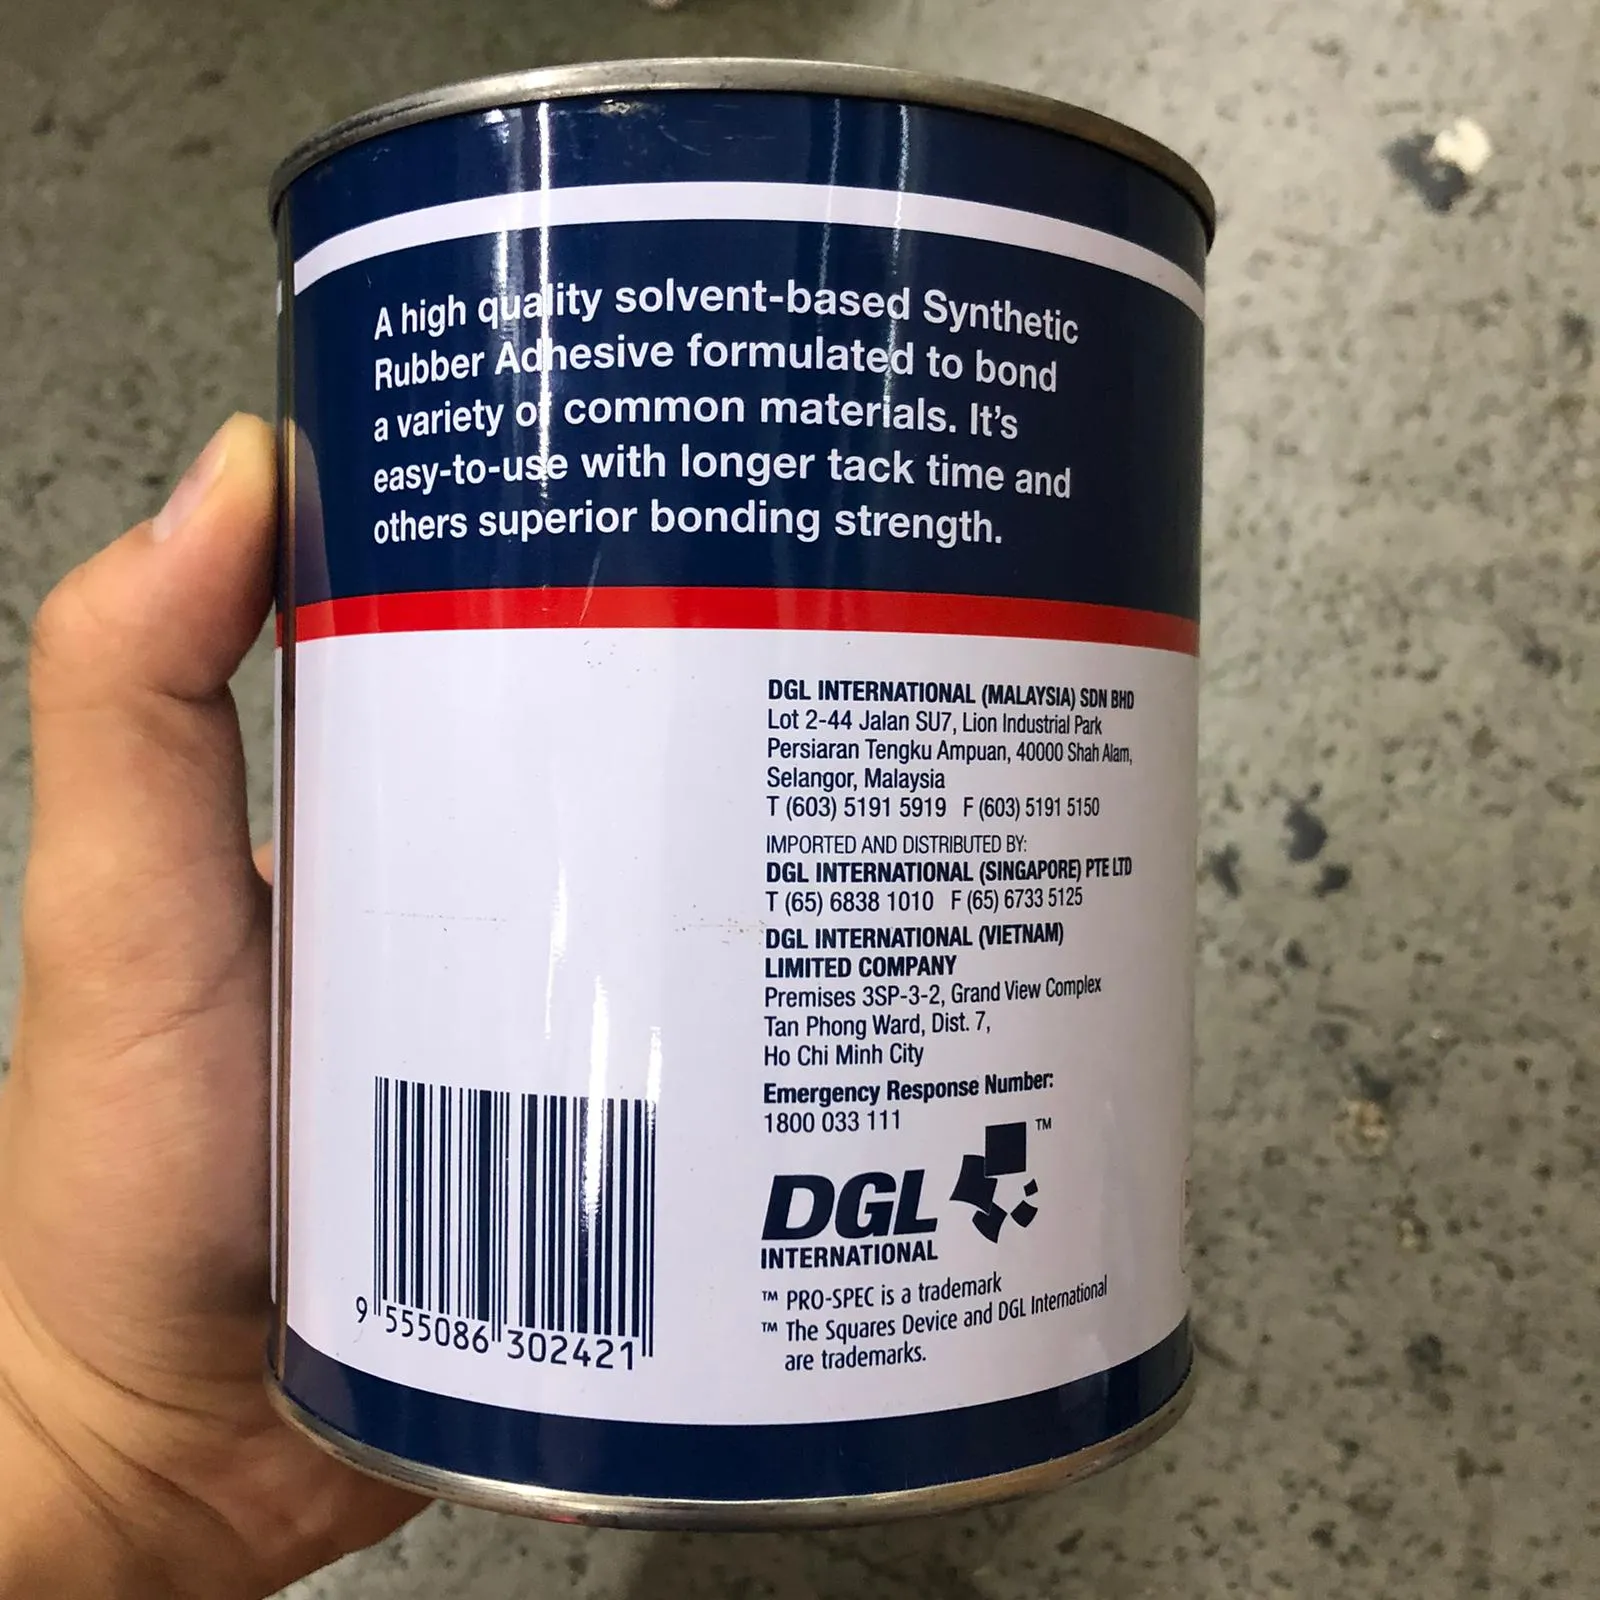 A high quality solvent-based Synthetic
Rubber Adhesive formulated to bond
a variety of common materials. It's
easy-to-use with longer tack time and
others superior bonding strength.
DGL INTERNATIONAL (MALAYSIA) SDN BHD
Lot 2-44 Jalan SU7, Lion Industrial Park
Persiaran Tengku Ampuan, 40000 Shah Alam,
Selangor, Malaysia
T (603) 5191 5919 F (603) 5191 5150
IMPORTED AND DISTRIBUTED BY:
DGL INTERNATIONAL (SINGAPORE) PTE LTD
T (65) 6838 1010 F (65) 6733 5125
DGL INTERNATIONAL (VIETNAM)
LIMITED COMPANY
Premises 3SP-3-2, Grand View Complex
Tan Phong Ward, Dist. 7,
Ho Chi Minh City
Emergency Response Number:
1800 033 111
TM
DGL
INTERNATIONAL
™ PRO-SPEC is a trademark
™ The Squares Device and DGL International
are trademarks.
9 555086 302421